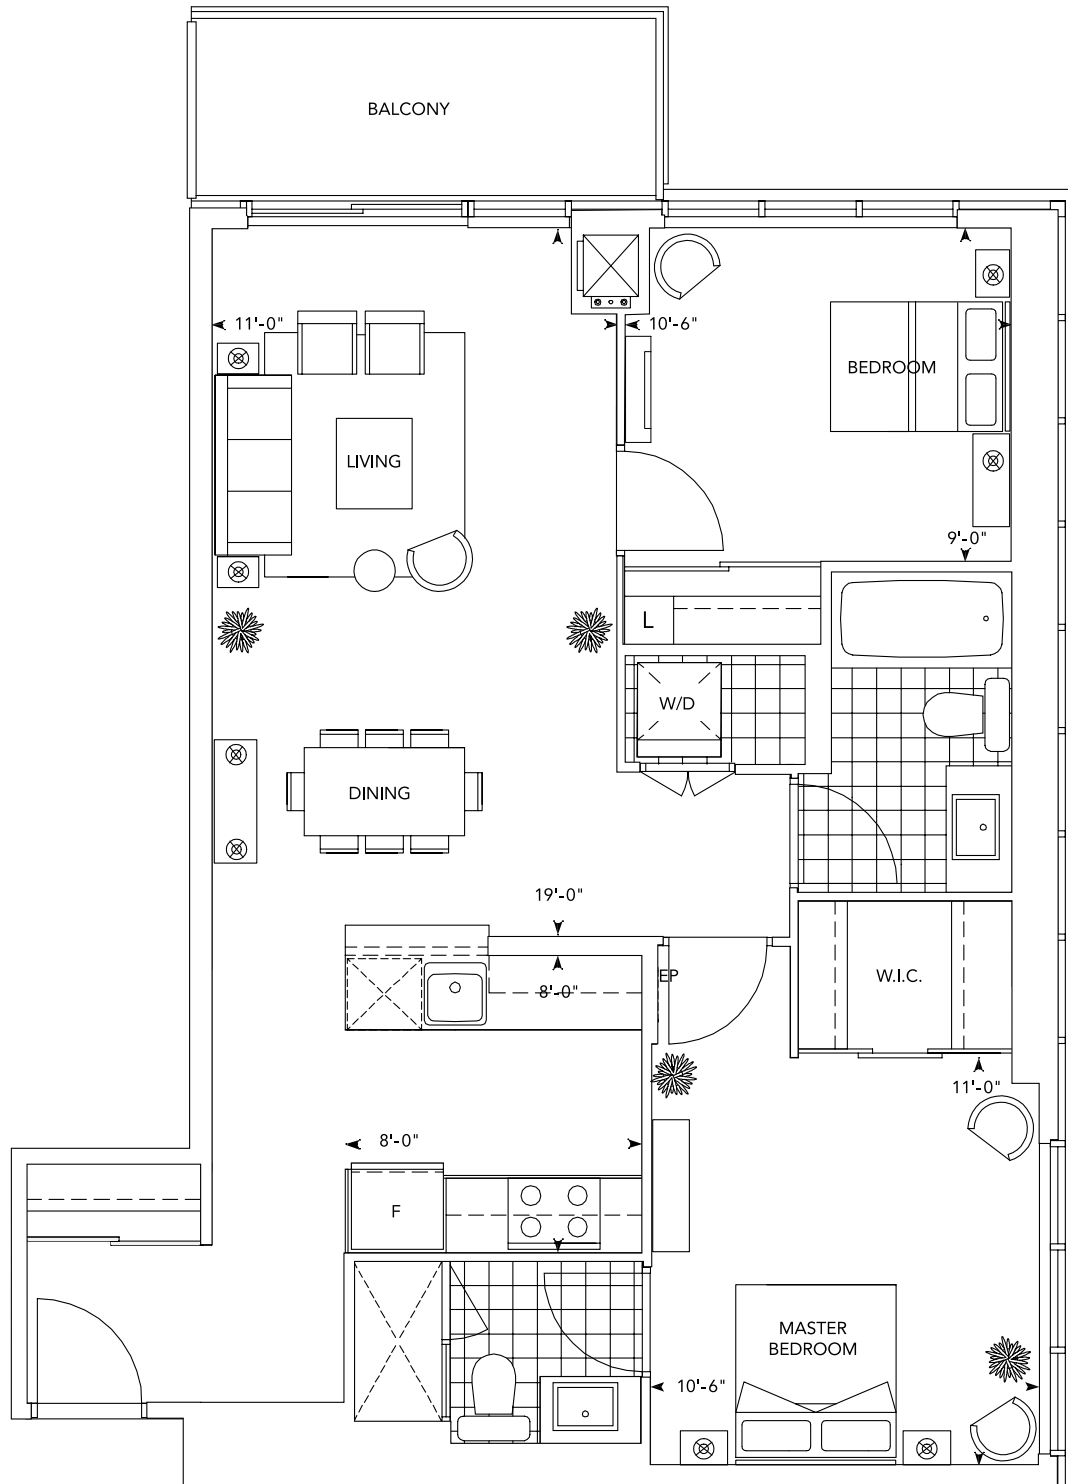 BALCONY
11'-0"
10'-6"
BEDROOM
LIVING
9'-0"
L
W/D
DINING
19'-0"
EP
8'-0"
W.I.C.
11'-0"
8'-0"
F
MASTER
BEDROOM
10'-6"